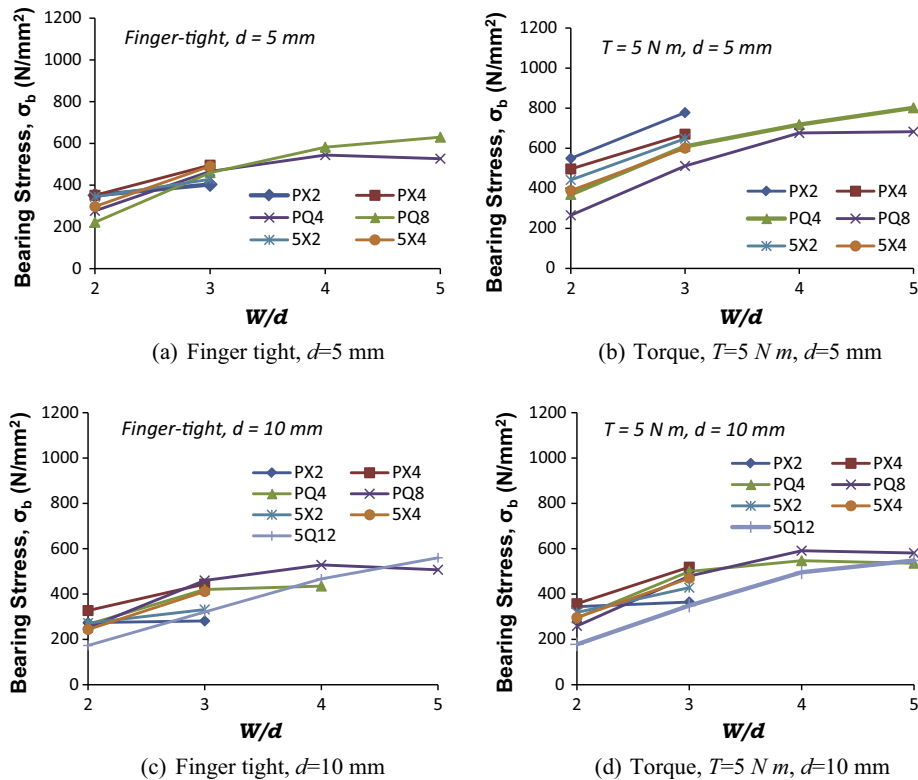 Finger-tight, d = 5 mm
Bearing Strress, σb (N/mm²)
1200
1000
800
600
400
200
0
PX2 PX4
PQ4 PQ8
5X2 5X4
2 3 4 5
W/d
(a) Finger tight, d=5 mm
T = 5 N m, d = 5 mm
Bearing Strress, σb (N/mm²)
1200
1000
800
600
400
200
0
PX2 PX4
PQ4 PQ8
5X2 5X4
2 3 4 5
W/d
(b) Torque, T=5 N m, d=5 mm
Finger-tight, d = 10 mm
Bearing Strress, σb (N/mm²)
1200
1000
800
600
400
200
0
PX2 PX4
PQ4 PQ8
5X2 5X4
5Q12
2 3 4 5
W/d
(c) Finger tight, d=10 mm
T = 5 N m, d = 10 mm
Bearing Strress, σb (N/mm²)
1200
1000
800
600
400
200
0
PX2 PX4
PQ4 PQ8
5X2 5X4
5Q12
2 3 4 5
W/d
(d) Torque, T=5 N m, d=10 mm